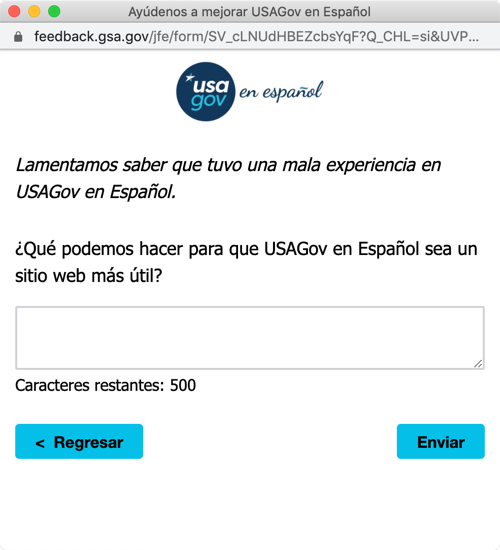 Ayúdenos a mejorar USAGov en Español
feedback.gsa.gov/jfe/form/SV_cLNUdHBEZcbsYqF?Q_CHL=si&UVP...
usa
gov
en español
Lamentamos saber que tuvo una mala experiencia en
USAGov en Español.
¿Qué podemos hacer para que USAGov en Español sea un
sitio web más útil?
Caracteres restantes: 500
< Regresar
Enviar